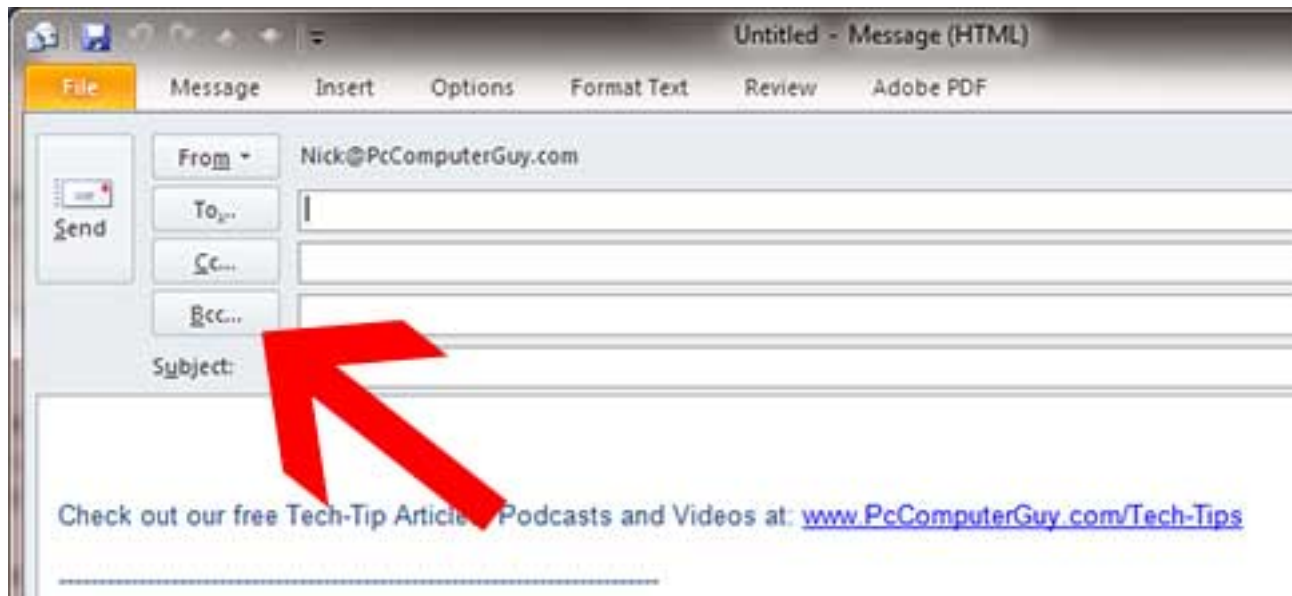 Untitled - Message (HTML)
File Message Insert Options Format Text Review Adobe PDF
From Nick@PcComputerGuy.com
To...
Send
Cc...
Bcc...
Subject:
Check out our free Tech-Tip Article Podcasts and Videos at: www.PcComputerGuy.com/Tech-Tips